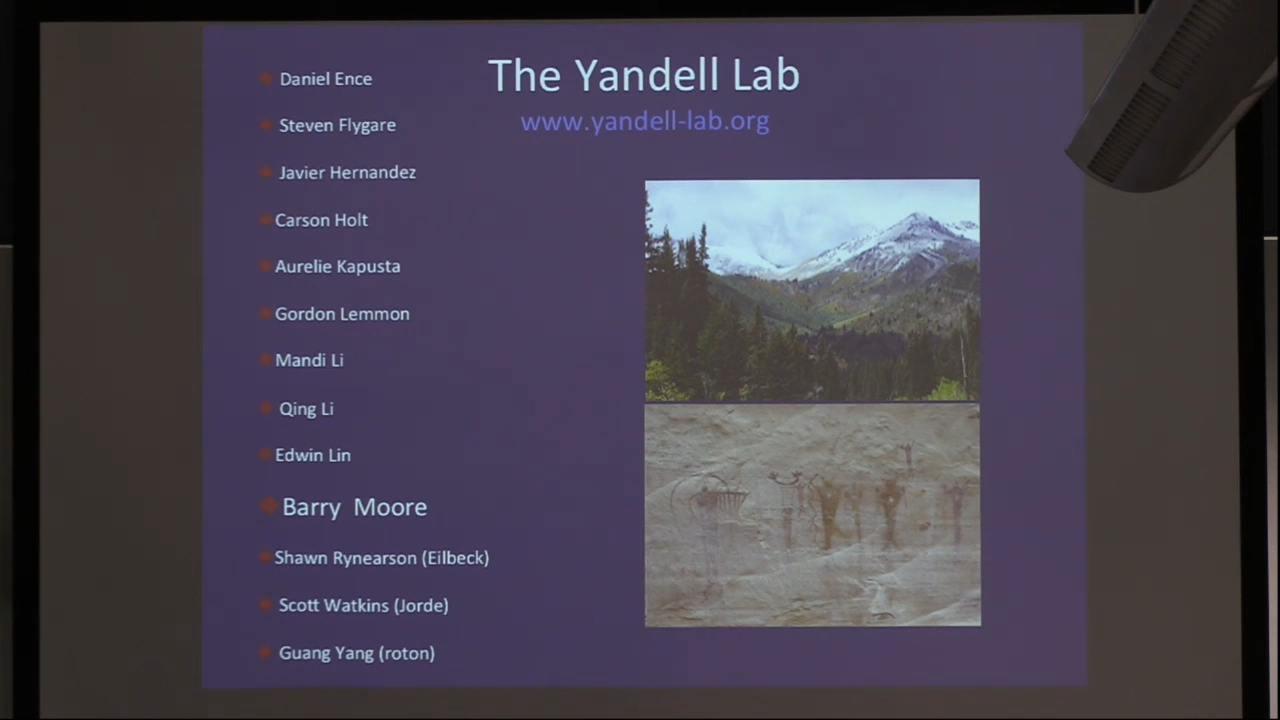 The Yandell Lab
www.yandell-lab.org
Daniel Ence
Steven Flygare
Javier Hernandez
Carson Holt
Aurelie Kapusta
Gordon Lemmon
Mandi Li
Qing Li
Edwin Lin
Barry Moore
Shawn Rynearson (Eilbeck)
Scott Watkins (Jorde)
Guang Yang (roton)